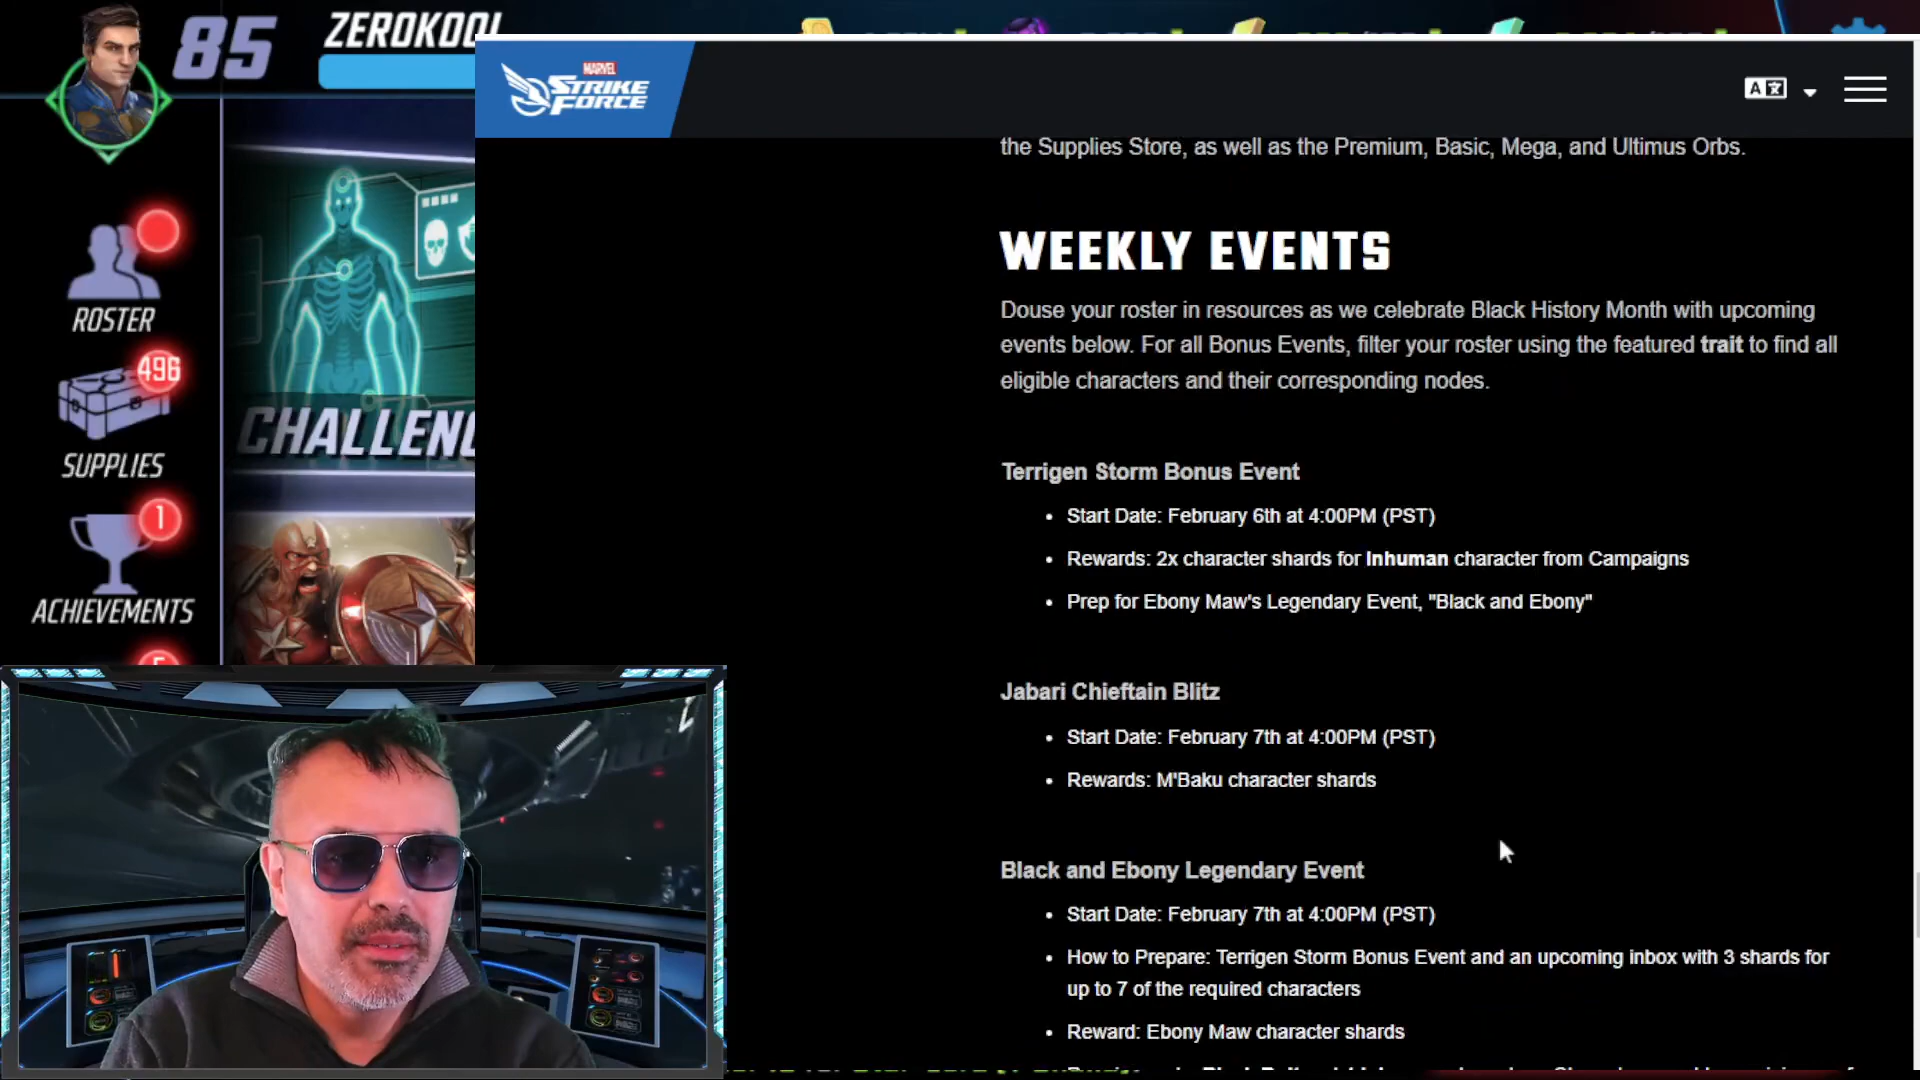 85
ZEROKOOL
MARVEL
STRIKE
FORCE
ROSTER
496
SUPPLIES
1
ACHIEVEMENTS
5
CHALLENG
the Supplies Store, as well as the Premium, Basic, Mega, and Ultimus Orbs.
WEEKLY EVENTS
Douse your roster in resources as we celebrate Black History Month with upcoming
events below. For all Bonus Events, filter your roster using the featured trait to find all
eligible characters and their corresponding nodes.
Terrigen Storm Bonus Event
• Start Date: February 6th at 4:00PM (PST)
• Rewards: 2x character shards for Inhuman character from Campaigns
• Prep for Ebony Maw's Legendary Event, "Black and Ebony"
Jabari Chieftain Blitz
• Start Date: February 7th at 4:00PM (PST)
• Rewards: M'Baku character shards
Black and Ebony Legendary Event
• Start Date: February 7th at 4:00PM (PST)
• How to Prepare: Terrigen Storm Bonus Event and an upcoming inbox with 3 shards for
up to 7 of the required characters
• Reward: Ebony Maw character shards